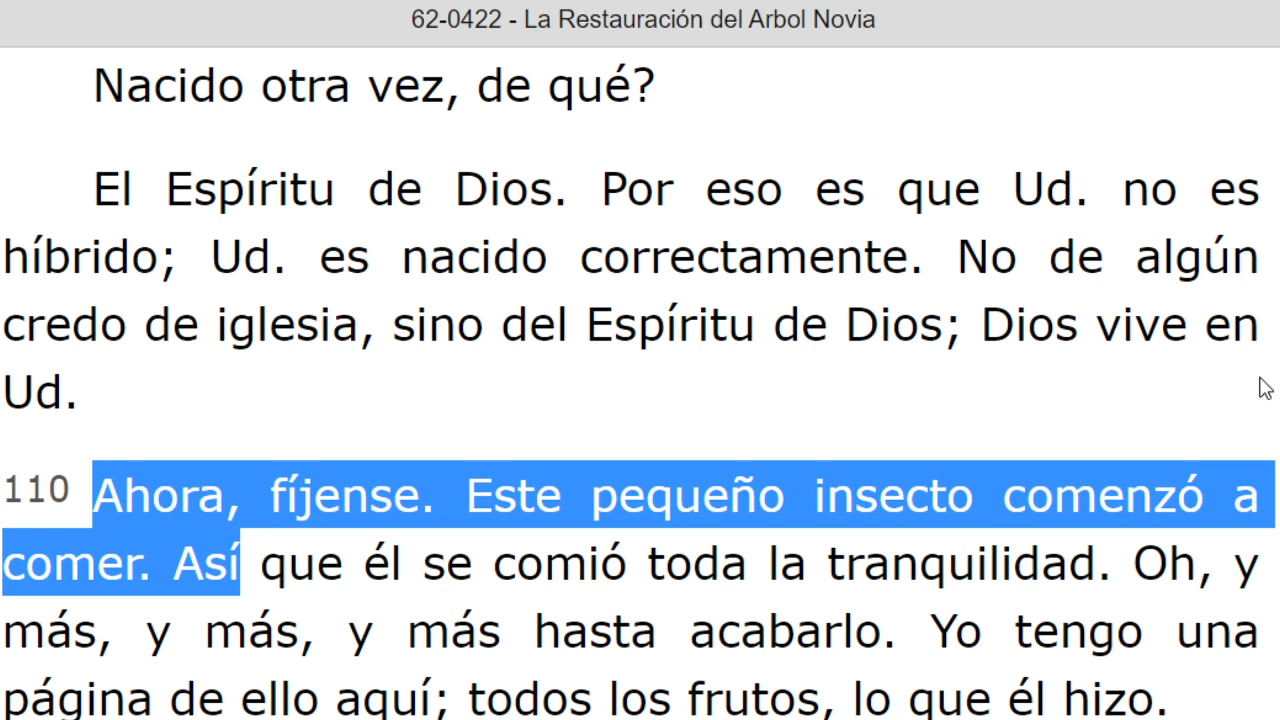 62-0422 - La Restauración del Arbol Novia
Nacido otra vez, de qué?
El Espíritu de Dios. Por eso es que Ud. no es
híbrido; Ud. es nacido correctamente. No de algún
credo de iglesia, sino del Espíritu de Dios; Dios vive en
Ud.
110 Ahora, fíjense. Este pequeño insecto comenzó a
comer. Así que él se comió toda la tranquilidad. Oh, y
más, y más, y más hasta acabarlo. Yo tengo una
página de ello aquí; todos los frutos, lo que él hizo.